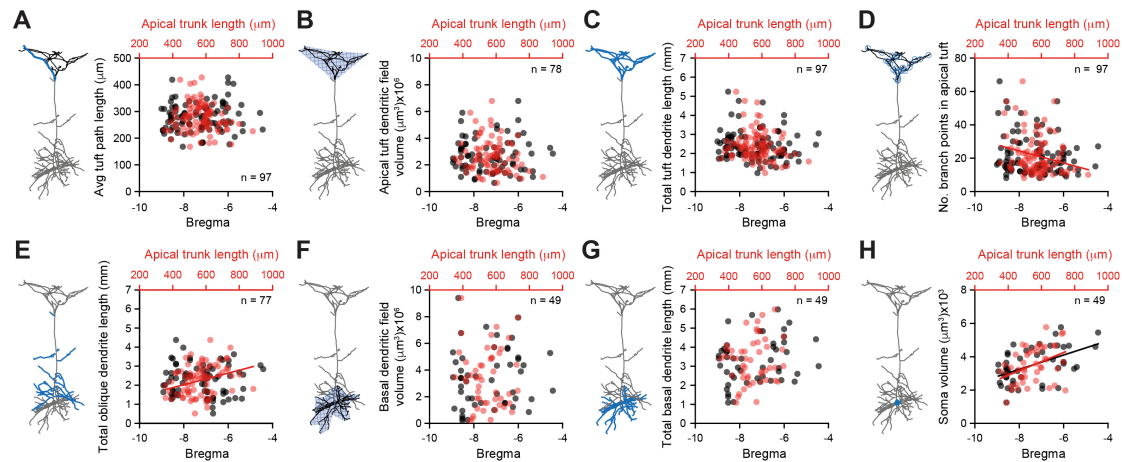 A
Apical trunk length (μm)
200 400 600 800 1000
Avg tuft path length (μm)
500
400
300
200
100
0
n = 97
-10 -8 -6 -4
Bregma
B
Apical trunk length (μm)
200 400 600 800 1000
Apical tuft dendritic field
volume (μm³)x10⁶
10
8
6
4
2
0
n = 78
-10 -8 -6 -4
Bregma
C
Apical trunk length (μm)
200 400 600 800 1000
Total tuft dendrite length (mm)
7
6
5
4
3
2
1
0
n = 97
-10 -8 -6 -4
Bregma
D
Apical trunk length (μm)
200 400 600 800 1000
No. branch points in apical tuft
80
60
40
20
0
n = 97
-10 -8 -6 -4
Bregma
E
Apical trunk length (μm)
200 400 600 800 1000
Total oblique dendrite length (mm)
7
6
5
4
3
2
1
0
n = 77
-10 -8 -6 -4
Bregma
F
Apical trunk length (μm)
200 400 600 800 1000
Basal dendritic field
volume (μm³)x10⁶
10
8
6
4
2
0
n = 49
-10 -8 -6 -4
Bregma
G
Apical trunk length (μm)
200 400 600 800 1000
Total basal dendrite length (mm)
7
6
5
4
3
2
1
0
n = 49
-10 -8 -6 -4
Bregma
H
Apical trunk length (μm)
200 400 600 800 1000
Soma volume (μm³)x10³
8
6
4
2
0
n = 49
-10 -8 -6 -4
Bregma